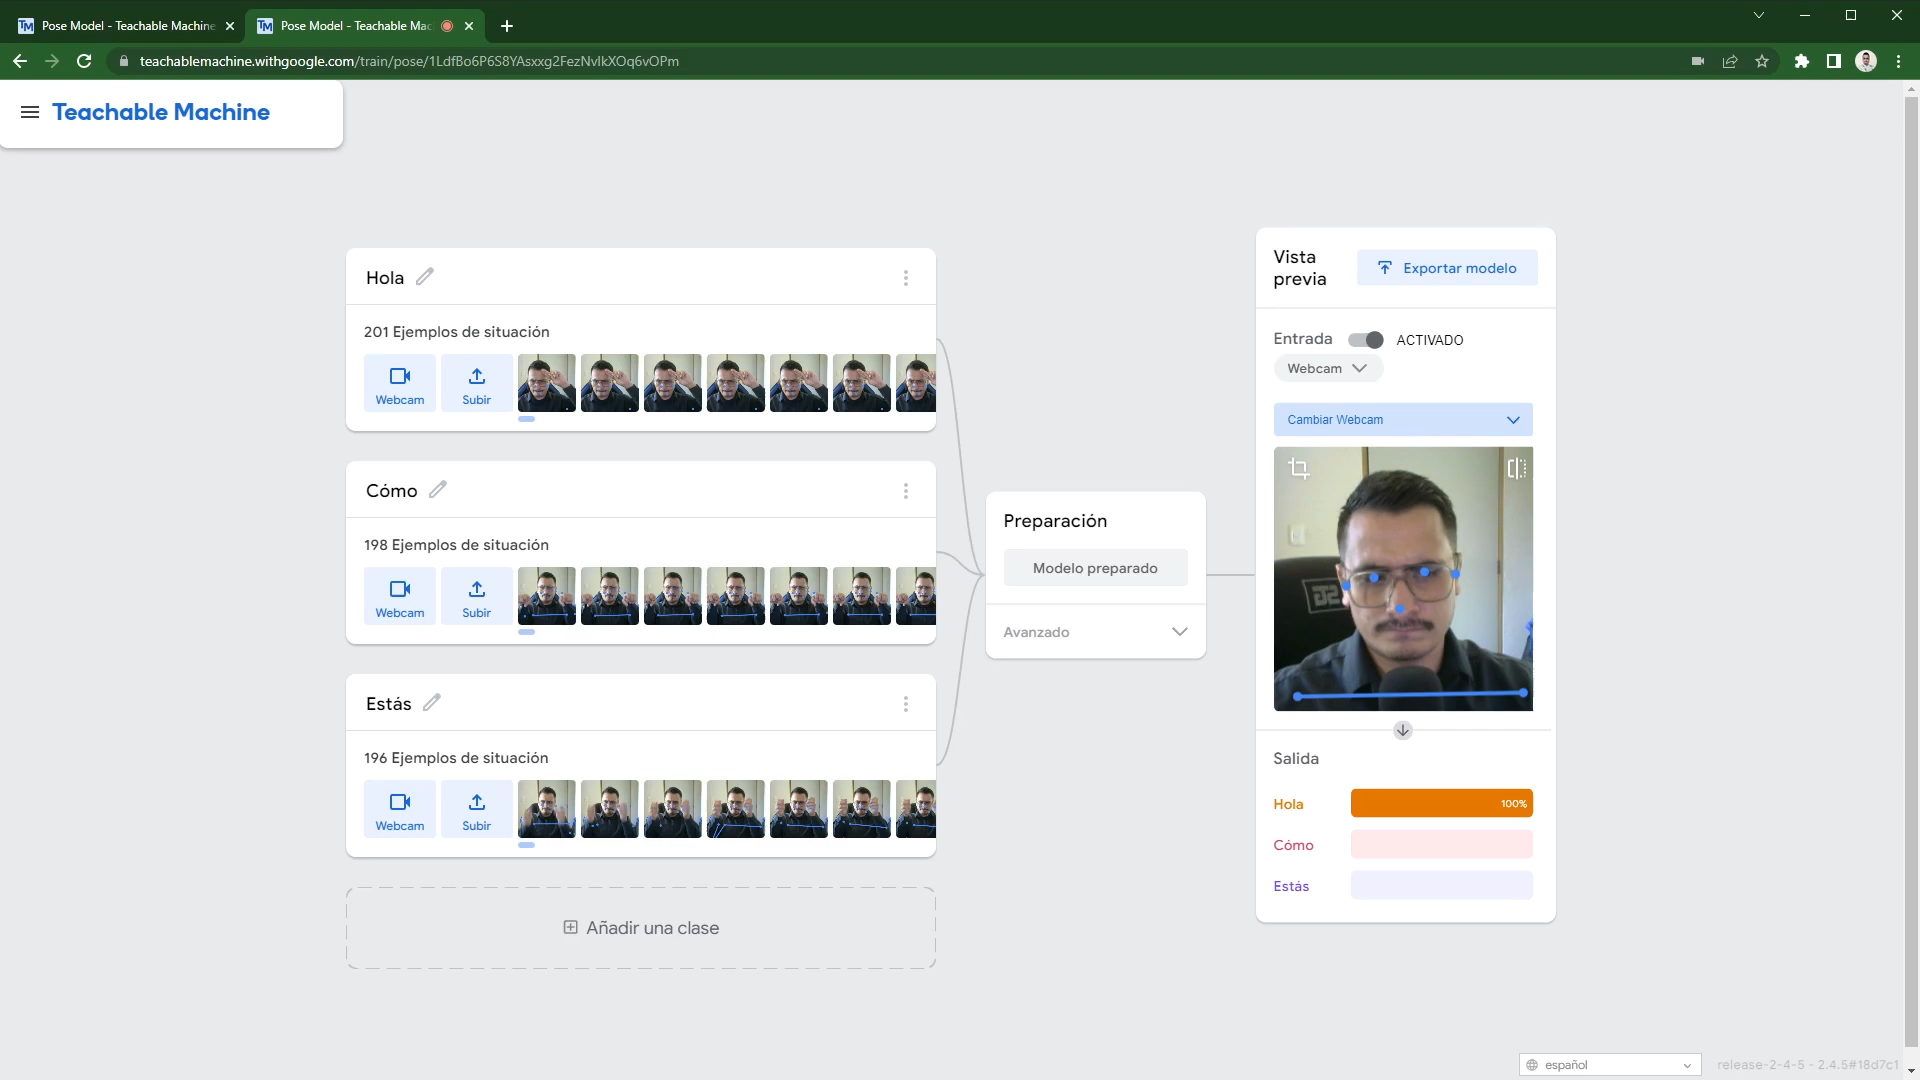 Pose Model - Teachable Machine
Pose Model - Teachable Mac
teachablemachine.withgoogle.com/train/pose/1LdfBo6P6S8YAsxxg2FezNvlkXOq6vOPm
Teachable Machine
Hola
201 Ejemplos de situación
Webcam
Subir
Cómo
198 Ejemplos de situación
Webcam
Subir
Estás
196 Ejemplos de situación
Webcam
Subir
Añadir una clase
Preparación
Modelo preparado
Avanzado
Vista previa
Exportar modelo
Entrada
ACTIVADO
Webcam
Cambiar Webcam
Salida
Hola
100%
Cómo
Estás
español
release-2-4-5 - 2.4.5#18d7c1